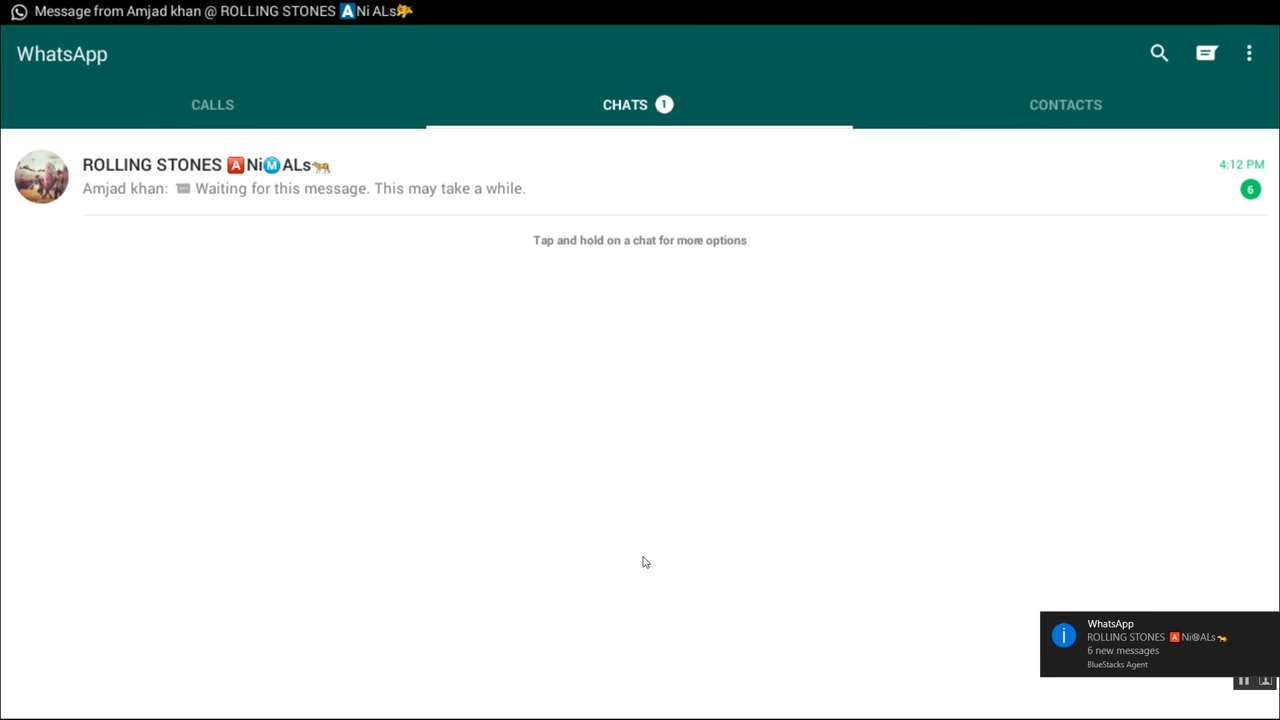 Message from Amjad khan @ ROLLING STONES 🅰Ni ALs🐆
WhatsApp
CALLS
CHATS 1
CONTACTS
ROLLING STONES 🅰NiⓂALs🐆
4:12 PM
Amjad khan: Waiting for this message. This may take a while.
6
Tap and hold on a chat for more options
WhatsApp
ROLLING STONES 🅰NiⓂALs🐆
6 new messages
BlueStacks Agent